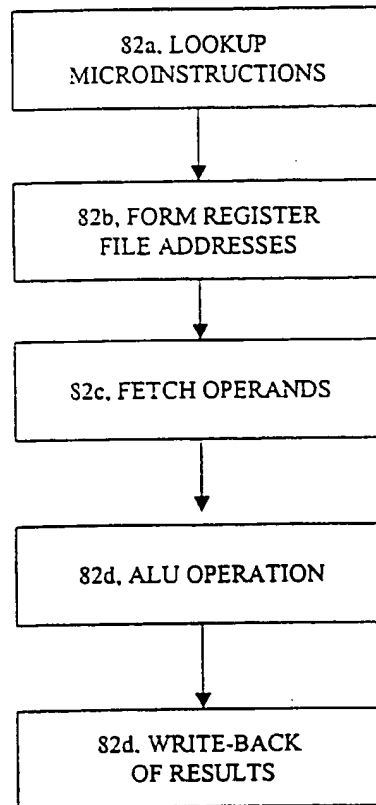 82a. LOOKUP
MICROINSTRUCTIONS
82b, FORM REGISTER
FILE ADDRESSES
82c, FETCH OPERANDS
82d, ALU OPERATION
82d. WRITE-BACK
OF RESULTS